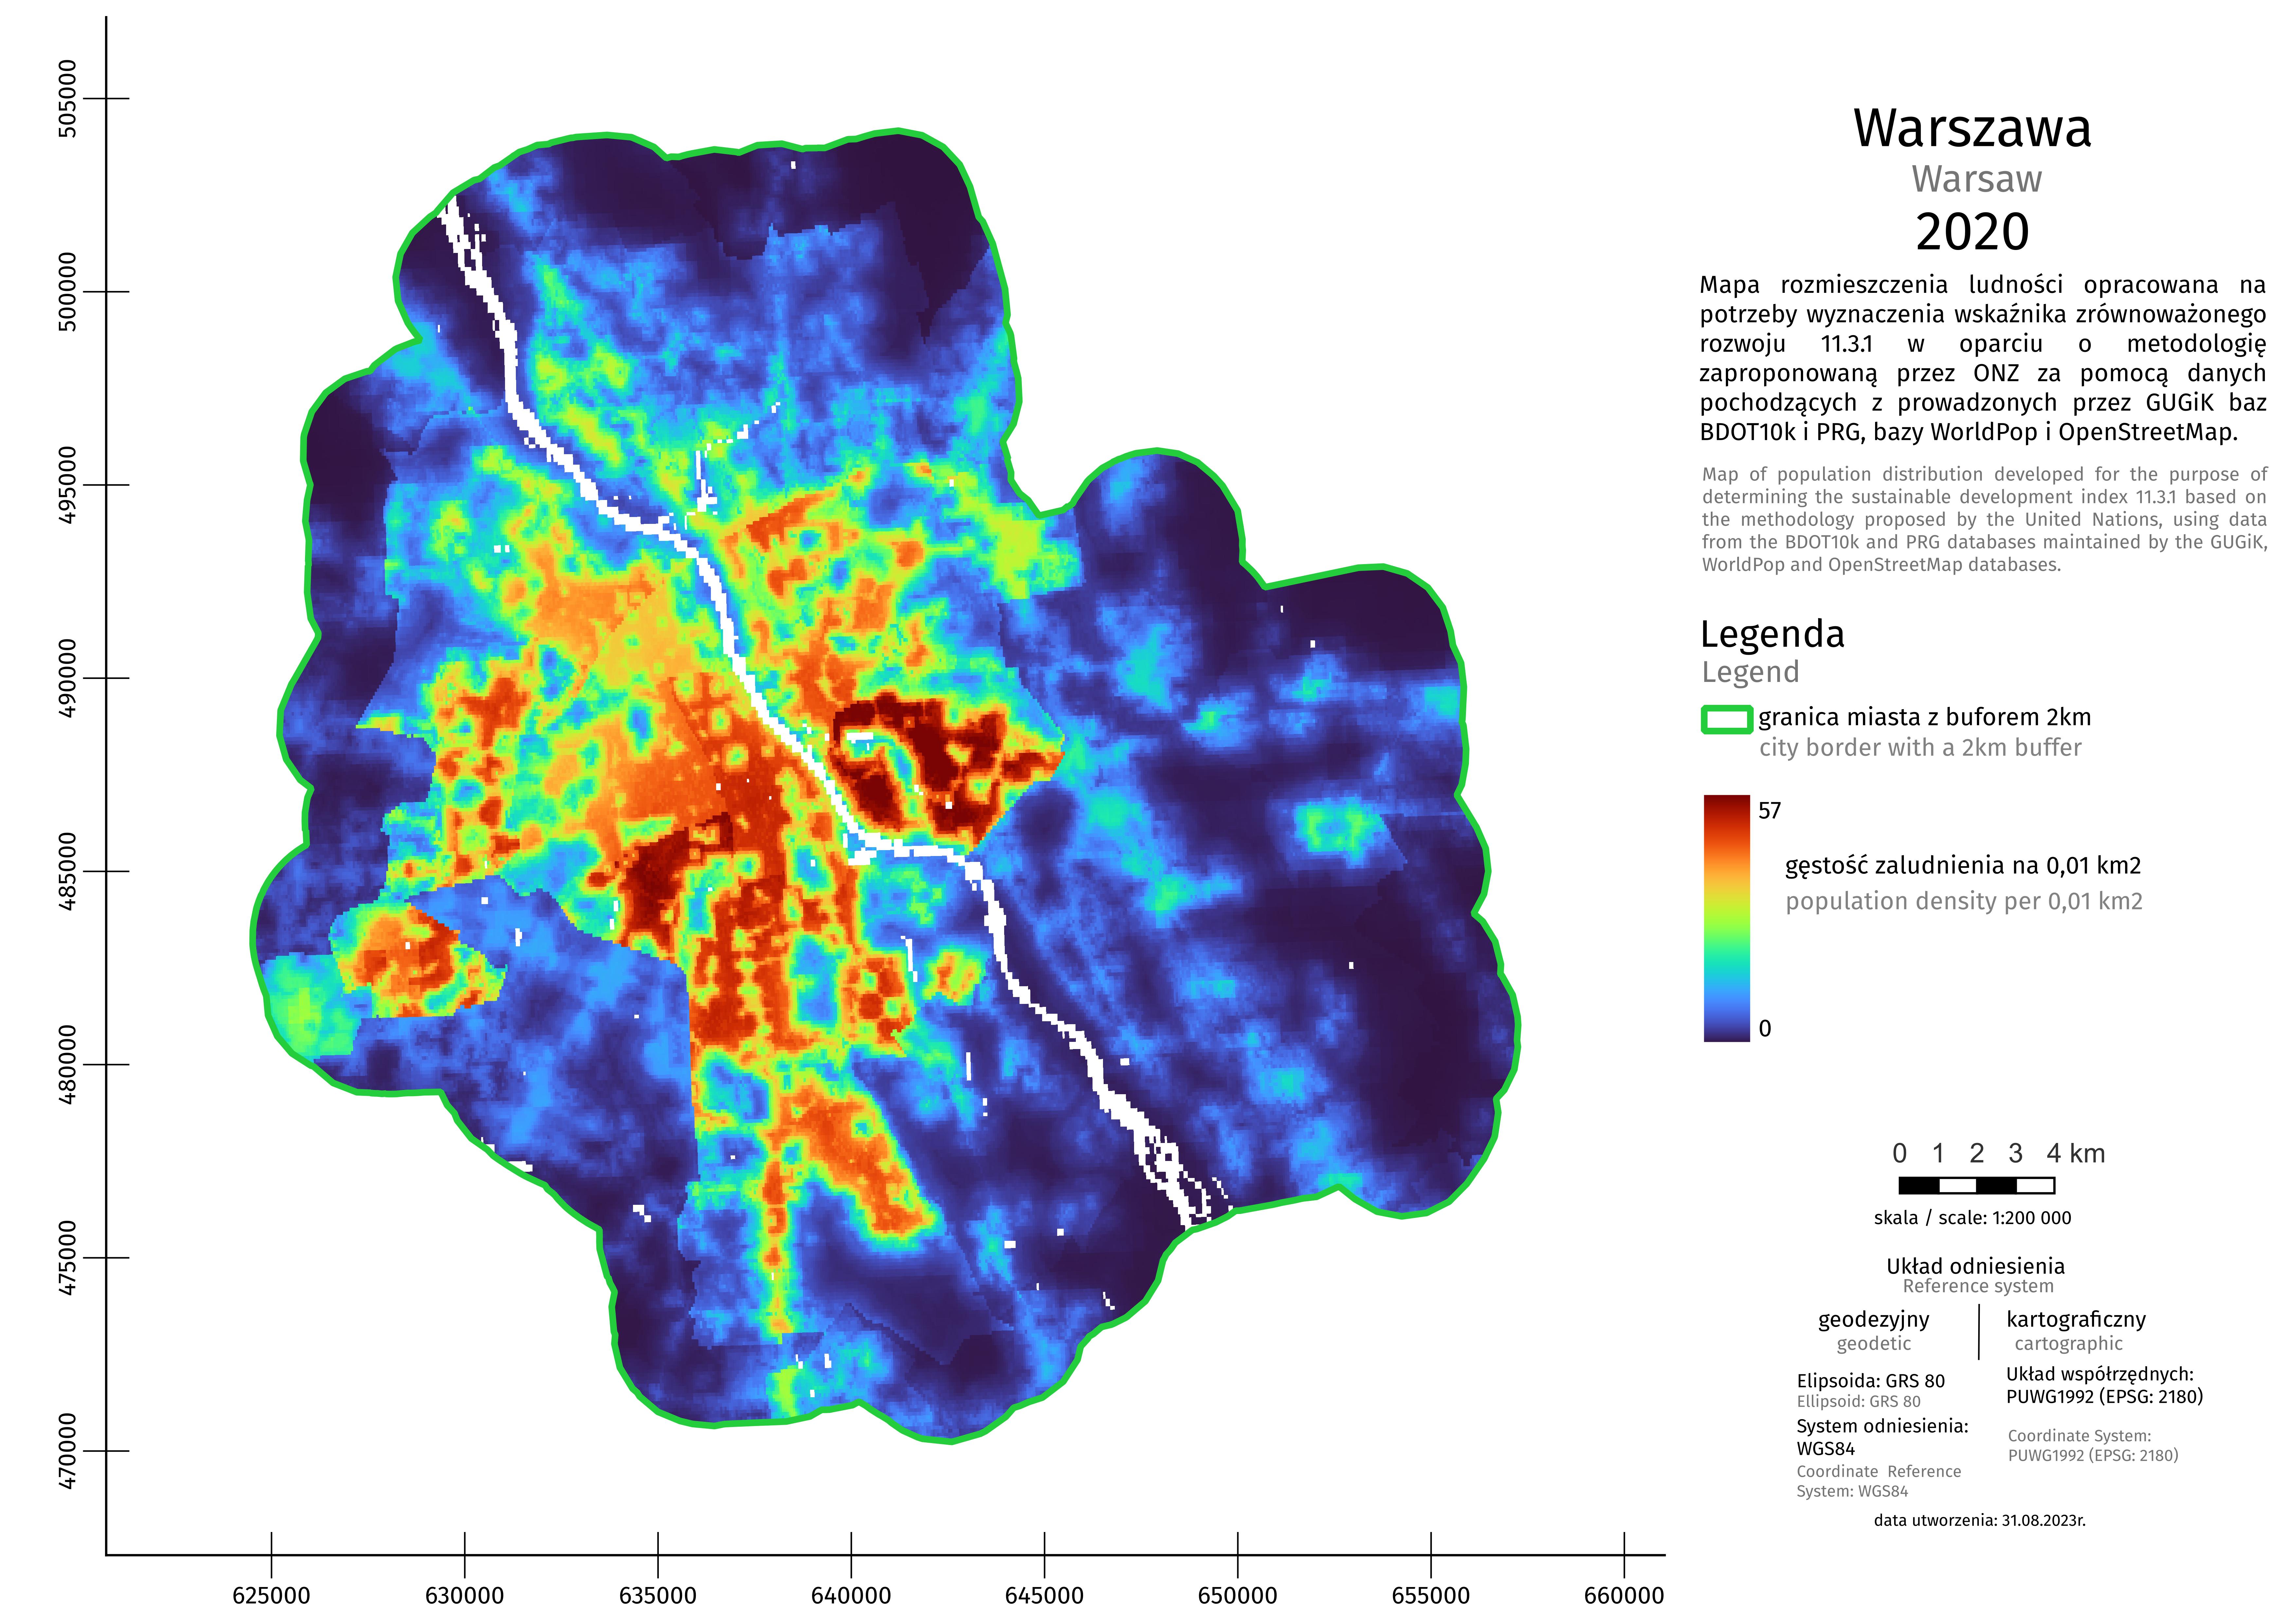 Warszawa
Warsaw
2020
Mapa rozmieszczenia ludności opracowana na
potrzeby wyznaczenia wskaźnika zrównoważonego
rozwoju 11.3.1 w oparciu o metodologię
zaproponowaną przez ONZ za pomocą danych
pochodzących z prowadzonych przez GUGiK baz
BDOT10k i PRG, bazy WorldPop i OpenStreetMap.
Map of population distribution developed for the purpose of
determining the sustainable development index 11.3.1 based on
the methodology proposed by the United Nations, using data
from the BDOT10k and PRG databases maintained by the GUGiK,
WorldPop and OpenStreetMap databases.
Legenda
Legend
granica miasta z buforem 2km
city border with a 2km buffer
57
gęstość zaludnienia na 0,01 km2
population density per 0,01 km2
0
0 1 2 3 4 km
skala / scale: 1:200 000
Układ odniesienia
Reference system
geodezyjny
geodetic
kartograficzny
cartographic
Elipsoida: GRS 80
Ellipsoid: GRS 80
System odniesienia:
WGS84
Coordinate Reference
System: WGS84
Układ współrzędnych:
PUWG1992 (EPSG: 2180)
Coordinate System:
PUWG1992 (EPSG: 2180)
data utworzenia: 31.08.2023r.
505000
500000
495000
490000
485000
480000
475000
470000
625000 630000 635000 640000 645000 650000 655000 660000